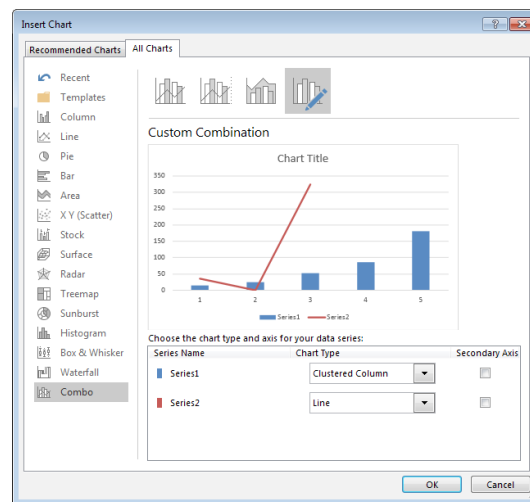 Insert Chart
Recommended Charts All Charts
Recent
Templates
Column
Line
Pie
Bar
Area
X Y (Scatter)
Stock
Surface
Radar
Treemap
Sunburst
Histogram
Box & Whisker
Waterfall
Combo
Custom Combination
Chart Title
350
300
250
200
150
100
50
0
1 2 3 4 5
Series1 Series2
Choose the chart type and axis for your data series:
Series Name Chart Type Secondary Axis
Series1 Clustered Column
Series2 Line
OK Cancel